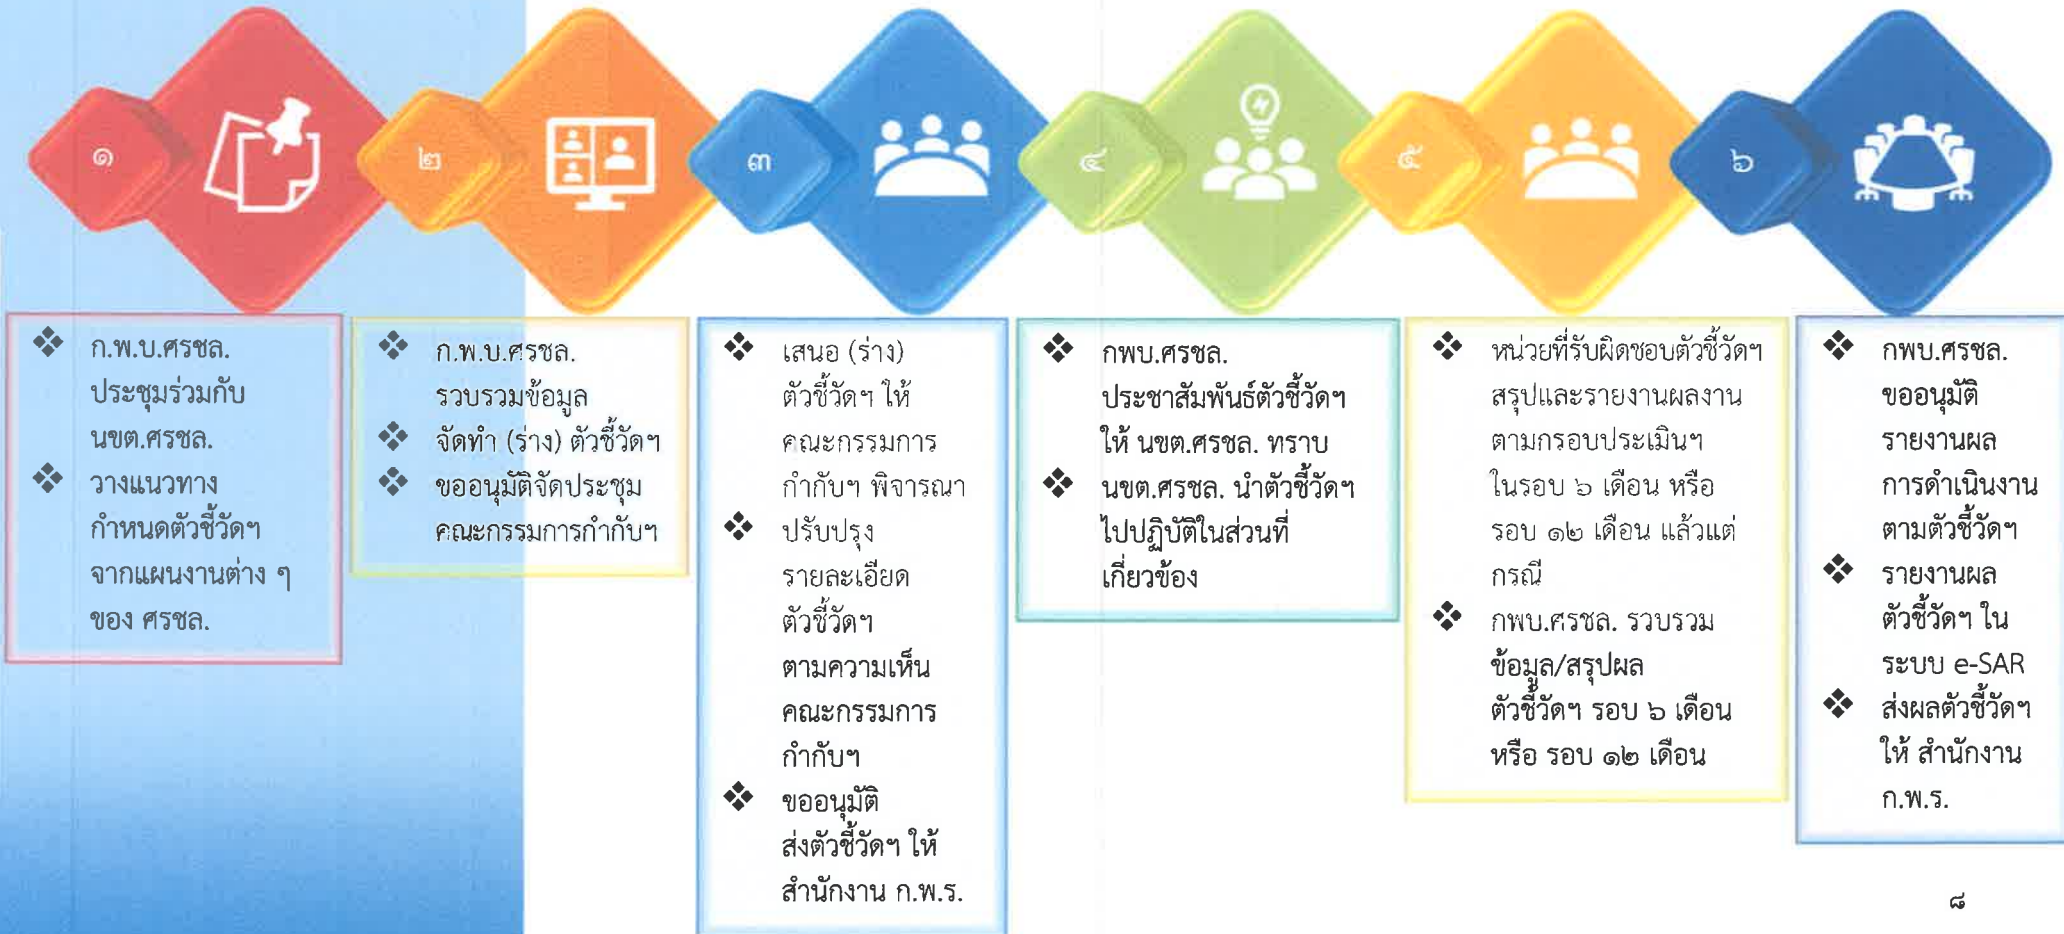 ๑
๒
๓
๔
๕
๖
ก.พ.บ.ศรชล.
ประชุมร่วมกับ
นขต.ศรชล.
วางแนวทาง
กำหนดตัวชี้วัดฯ
จากแผนงานต่าง ๆ
ของ ศรชล.
ก.พ.บ.ศรชล.
รวบรวมข้อมูล
จัดทำ (ร่าง) ตัวชี้วัดฯ
ขออนุมัติจัดประชุม
คณะกรรมการกำกับฯ
เสนอ (ร่าง)
ตัวชี้วัดฯ ให้
คณะกรรมการ
กำกับฯ พิจารณา
ปรับปรุง
รายละเอียด
ตัวชี้วัดฯ
ตามความเห็น
คณะกรรมการ
กำกับฯ
ขออนุมัติ
ส่งตัวชี้วัดฯ ให้
สำนักงาน ก.พ.ร.
กพบ.ศรชล.
ประชาสัมพันธ์ตัวชี้วัดฯ
ให้ นขต.ศรชล. ทราบ
นขต.ศรชล. นำตัวชี้วัดฯ
ไปปฏิบัติในส่วนที่
เกี่ยวข้อง
หน่วยที่รับผิดชอบตัวชี้วัดฯ
สรุปและรายงานผลงาน
ตามกรอบประเมินฯ
ในรอบ ๖ เดือน หรือ
รอบ ๑๒ เดือน แล้วแต่
กรณี
กพบ.ศรชล. รวบรวม
ข้อมูล/สรุปผล
ตัวชี้วัดฯ รอบ ๖ เดือน
หรือ รอบ ๑๒ เดือน
กพบ.ศรชล.
ขออนุมัติ
รายงานผล
การดำเนินงาน
ตามตัวชี้วัดฯ
รายงานผล
ตัวชี้วัดฯ ใน
ระบบ e-SAR
ส่งผลตัวชี้วัดฯ
ให้ สำนักงาน
ก.พ.ร.
๘